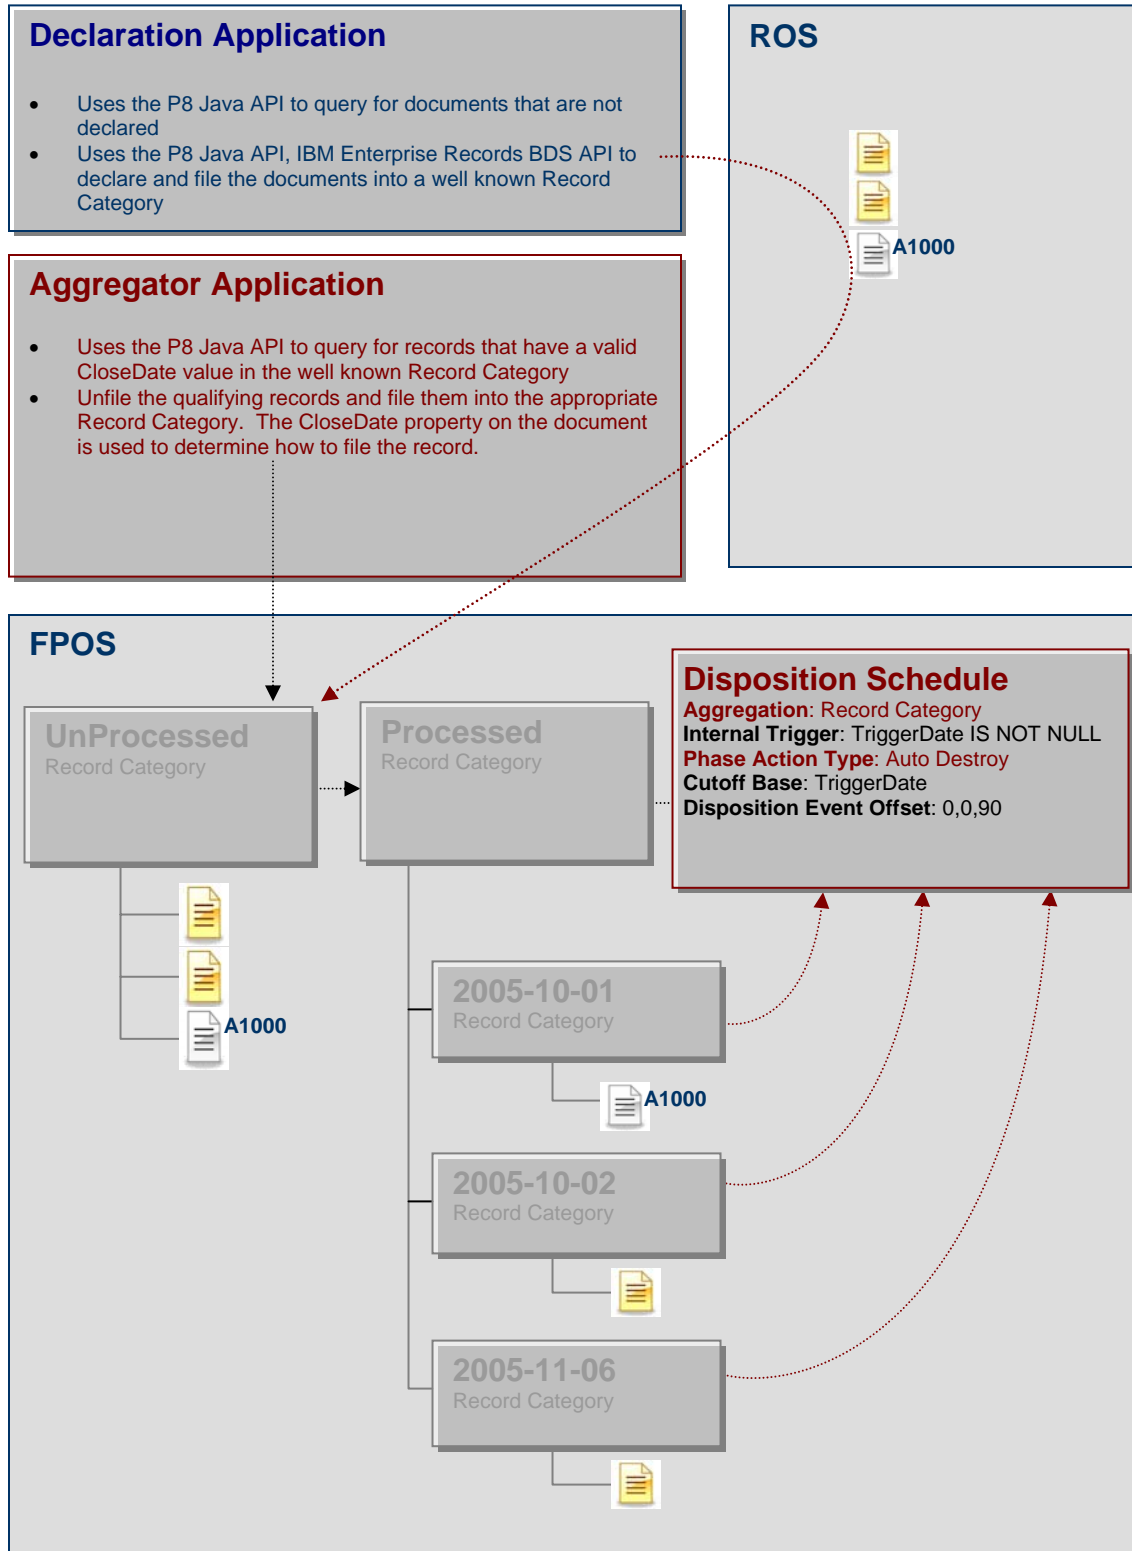 Declaration Application
• Uses the P8 Java API to query for documents that are not
declared
• Uses the P8 Java API, IBM Enterprise Records BDS API to
declare and file the documents into a well known Record
Category
ROS
A1000
Aggregator Application
• Uses the P8 Java API to query for records that have a valid
CloseDate value in the well known Record Category
• Unfile the qualifying records and file them into the appropriate
Record Category. The CloseDate property on the document
is used to determine how to file the record.
FPOS
UnProcessed
Record Category
A1000
Processed
Record Category
Disposition Schedule
Aggregation: Record Category
Internal Trigger: TriggerDate IS NOT NULL
Phase Action Type: Auto Destroy
Cutoff Base: TriggerDate
Disposition Event Offset: 0,0,90
2005-10-01
Record Category
A1000
2005-10-02
Record Category
2005-11-06
Record Category